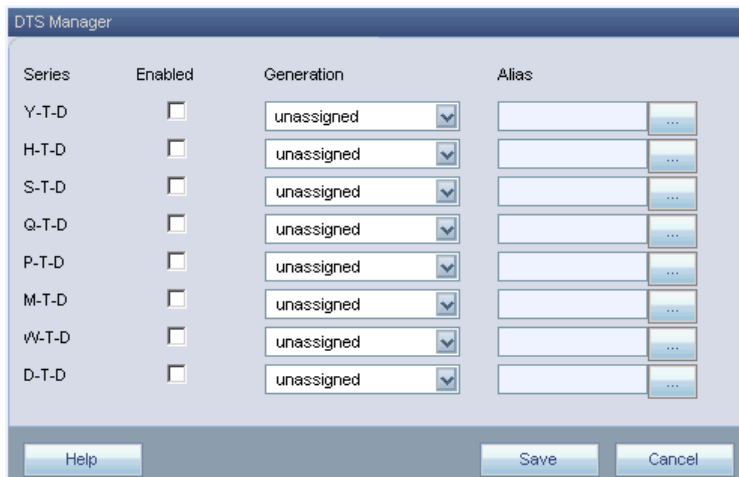 DTS Manager
Series Enabled Generation Alias
Y-T-D unassigned ...
H-T-D unassigned ...
S-T-D unassigned ...
Q-T-D unassigned ...
P-T-D unassigned ...
M-T-D unassigned ...
W-T-D unassigned ...
D-T-D unassigned ...
Help Save Cancel